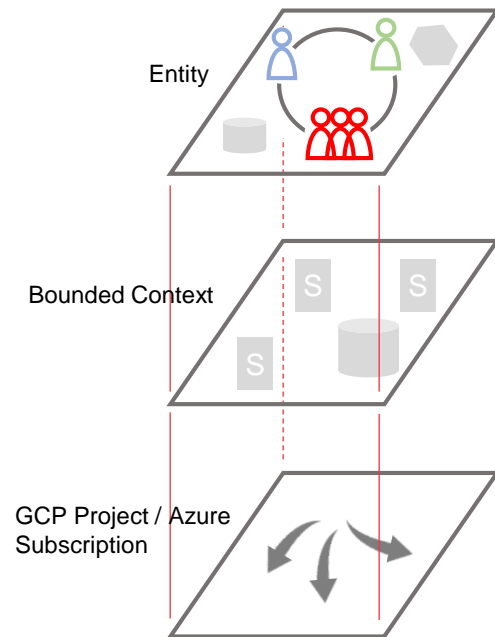 Entity
Bounded Context
S
S
S
GCP Project / Azure
Subscription